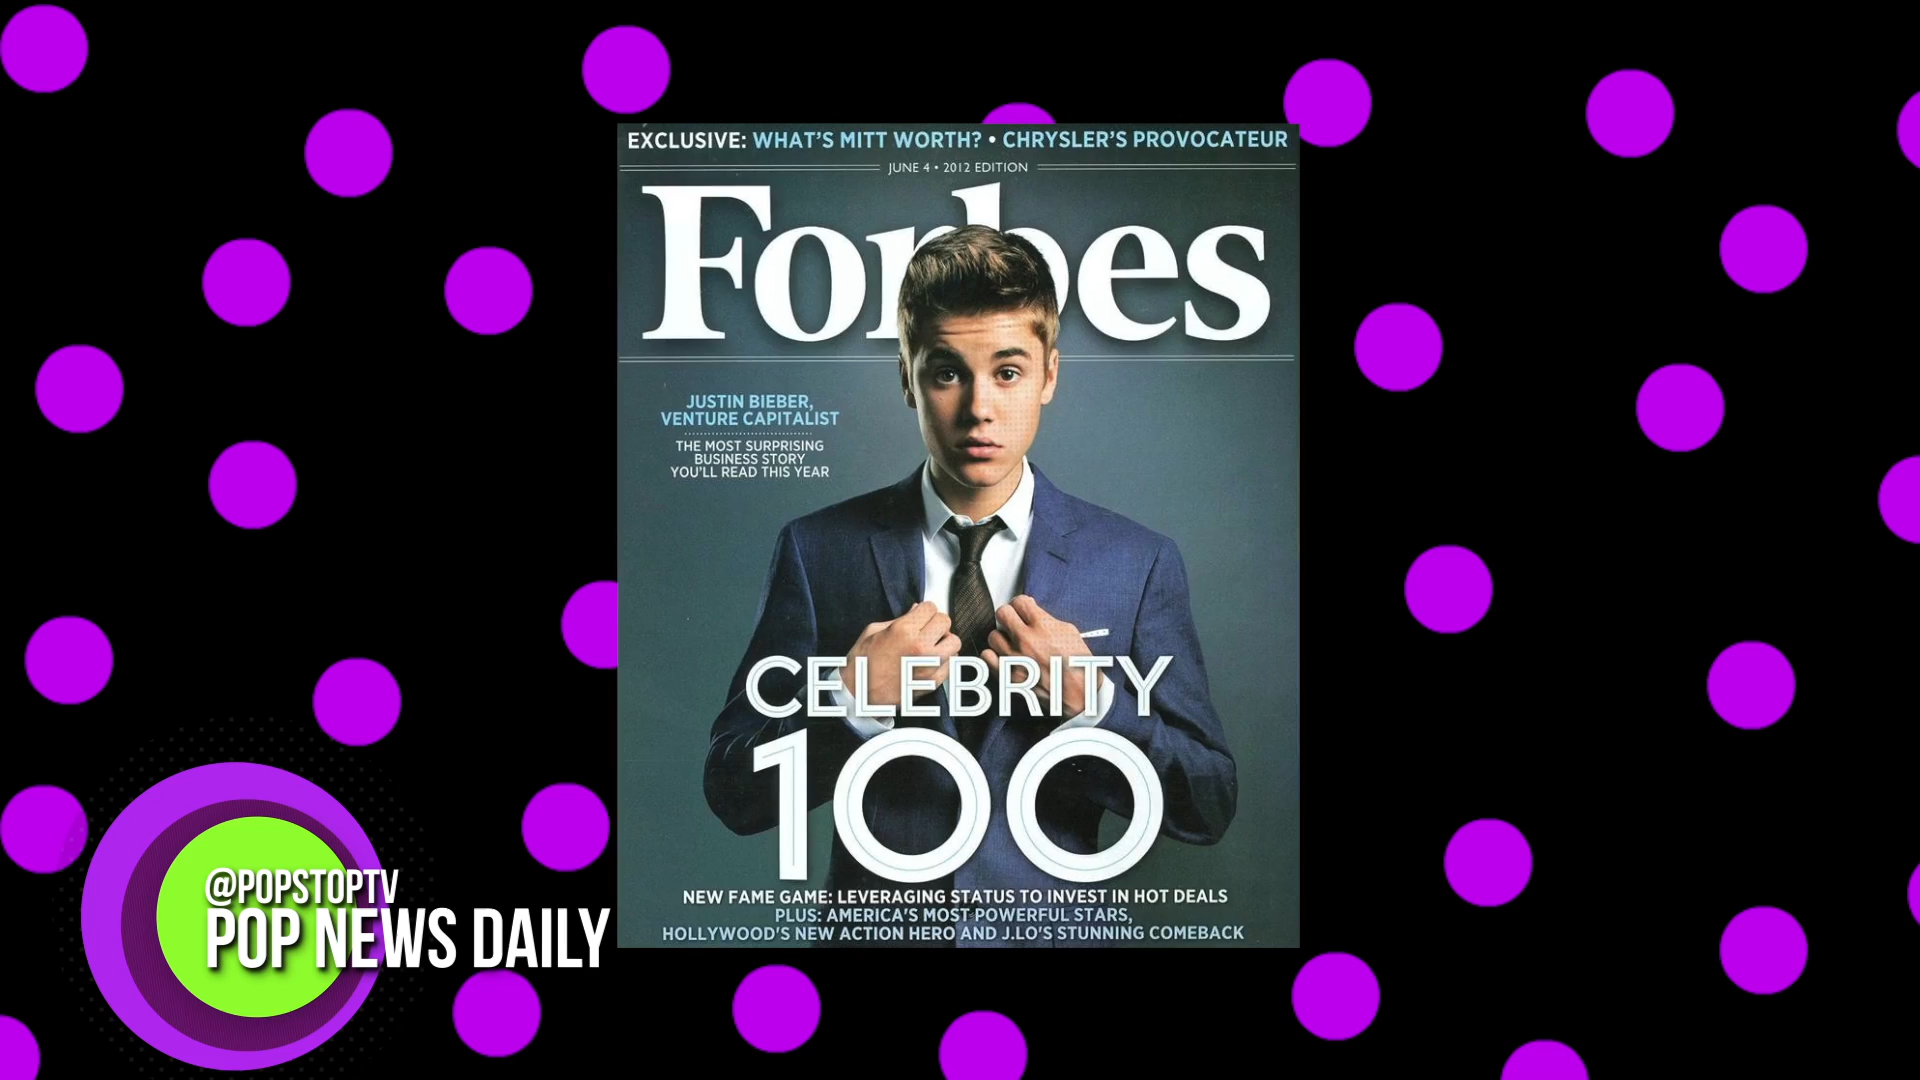 EXCLUSIVE: WHAT'S MITT WORTH? • CHRYSLER'S PROVOCATEUR
JUNE 4 • 2012 EDITION
Forbes
JUSTIN BIEBER,
VENTURE CAPITALIST
THE MOST SURPRISING
BUSINESS STORY
YOU'LL READ THIS YEAR
CELEBRITY
100
NEW FAME GAME: LEVERAGING STATUS TO INVEST IN HOT DEALS
PLUS: AMERICA'S MOST POWERFUL STARS,
HOLLYWOOD'S NEW ACTION HERO AND J.LO'S STUNNING COMEBACK
@POPSTOPTV
POP NEWS DAILY